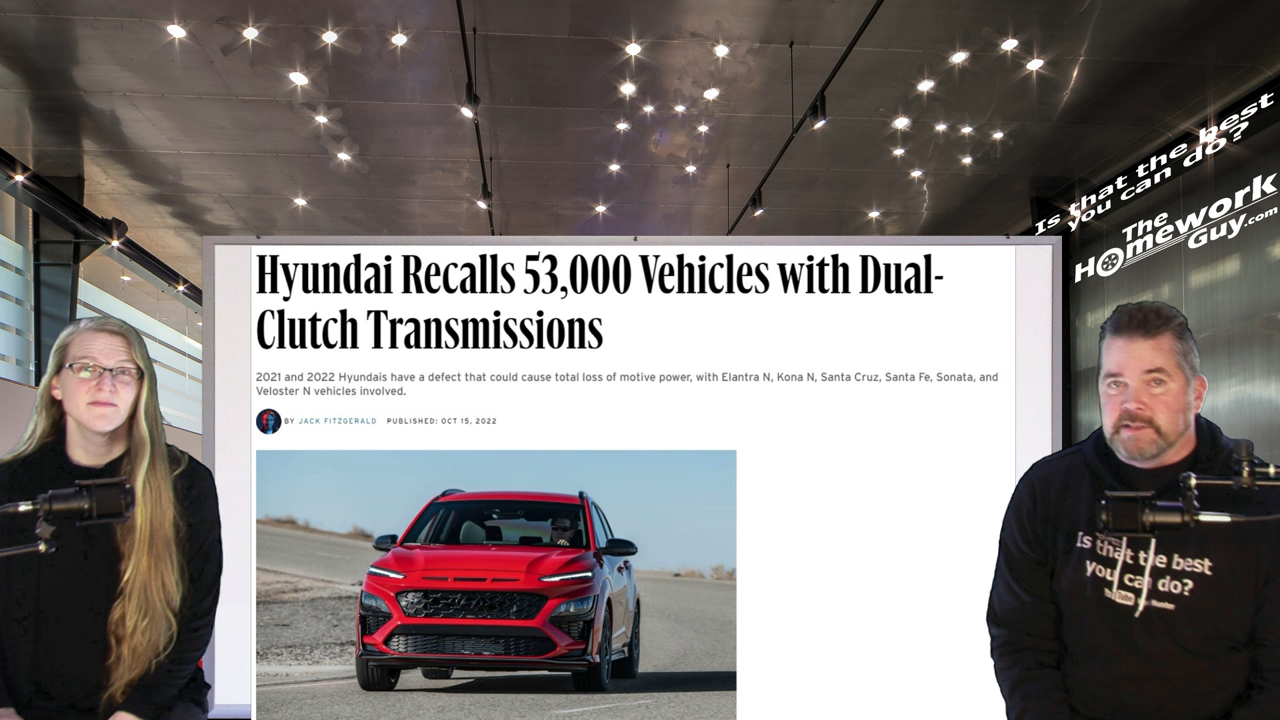 Is that the best
you can do?
The
Homework
Guy.com
Hyundai Recalls 53,000 Vehicles with Dual-
Clutch Transmissions
2021 and 2022 Hyundais have a defect that could cause total loss of motive power, with Elantra N, Kona N, Santa Cruz, Santa Fe, Sonata, and
Veloster N vehicles involved.
BY JACK FITZGERALD PUBLISHED: OCT 15, 2022
Is that the best
you can do?